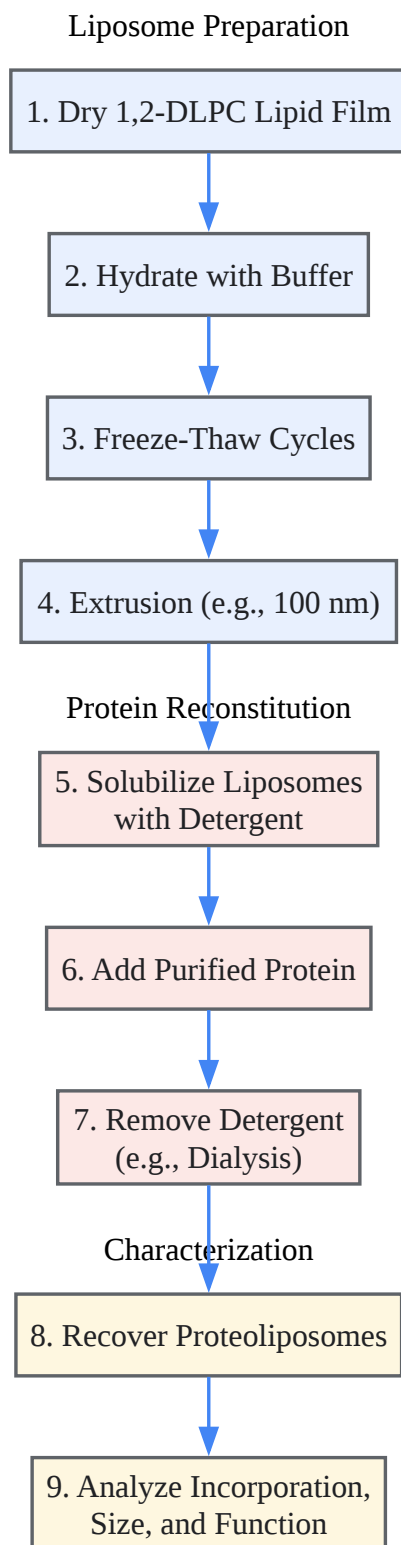 Liposome Preparation
1. Dry 1,2-DLPC Lipid Film
2. Hydrate with Buffer
3. Freeze-Thaw Cycles
4. Extrusion (e.g., 100 nm)
Protein Reconstitution
5. Solubilize Liposomes
with Detergent
6. Add Purified Protein
7. Remove Detergent
(e.g., Dialysis)
Characterization
8. Recover Proteoliposomes
9. Analyze Incorporation,
Size, and Function